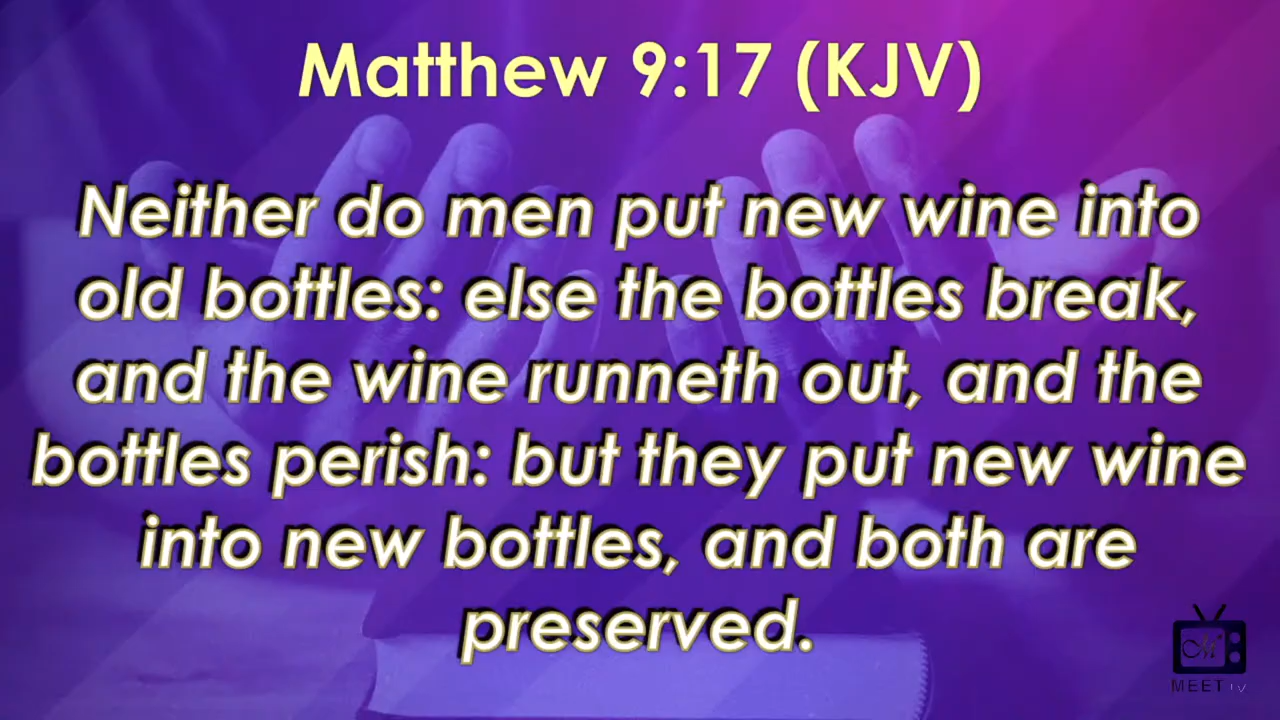 Matthew 9:17 (KJV)
Neither do men put new wine into
old bottles: else the bottles break,
and the wine runneth out, and the
bottles perish: but they put new wine
into new bottles, and both are
preserved.
M
MEET TV